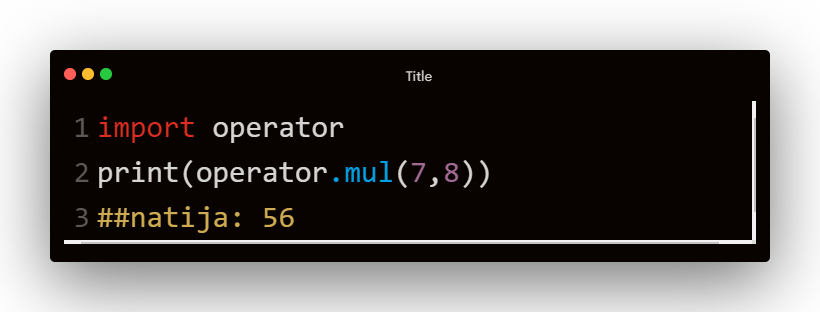 Title
1 import operator
2 print(operator.mul(7,8))
3 ##natija: 56